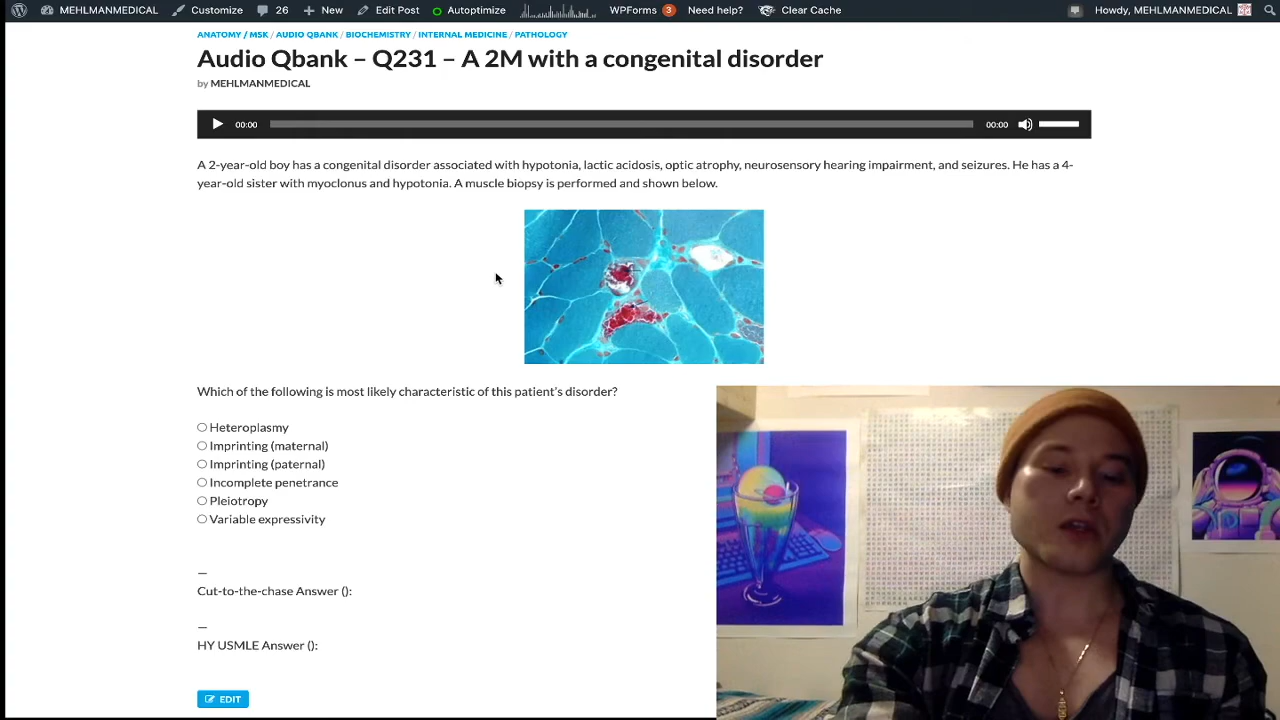 MEHLMANMEDICAL Customize 26 New Edit Post Autoptimize WPForms 3 Need help? Clear Cache Howdy, MEHLMANMEDICAL
ANATOMY / MSK / AUDIO QBANK / BIOCHEMISTRY / INTERNAL MEDICINE / PATHOLOGY
Audio Qbank – Q231 – A 2M with a congenital disorder
by MEHLMANMEDICAL
00:00 00:00
A 2-year-old boy has a congenital disorder associated with hypotonia, lactic acidosis, optic atrophy, neurosensory hearing impairment, and seizures. He has a 4-
year-old sister with myoclonus and hypotonia. A muscle biopsy is performed and shown below.
Which of the following is most likely characteristic of this patient's disorder?
Heteroplasmy
Imprinting (maternal)
Imprinting (paternal)
Incomplete penetrance
Pleiotropy
Variable expressivity
—
Cut-to-the-chase Answer ():
—
HY USMLE Answer ():
EDIT